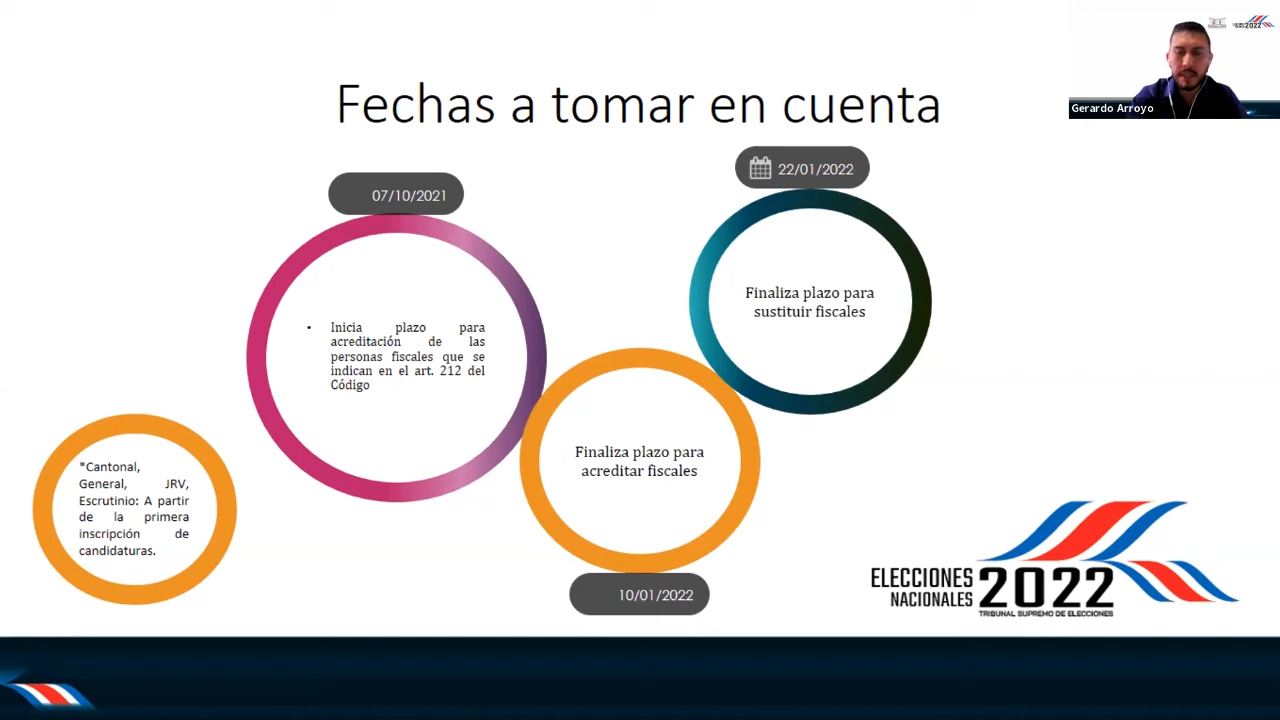 Fechas a tomar en cuenta
Gerardo Arroyo
2022
07/10/2021
22/01/2022
• Inicia plazo para
acreditación de las
personas fiscales que se
indican en el art. 212 del
Código
Finaliza plazo para
sustituir fiscales
Finaliza plazo para
acreditar fiscales
10/01/2022
*Cantonal,
General, JRV,
Escrutinio: A partir
de la primera
inscripción de
candidaturas.
ELECCIONES
NACIONALES
2022
TRIBUNAL SUPREMO DE ELECCIONES